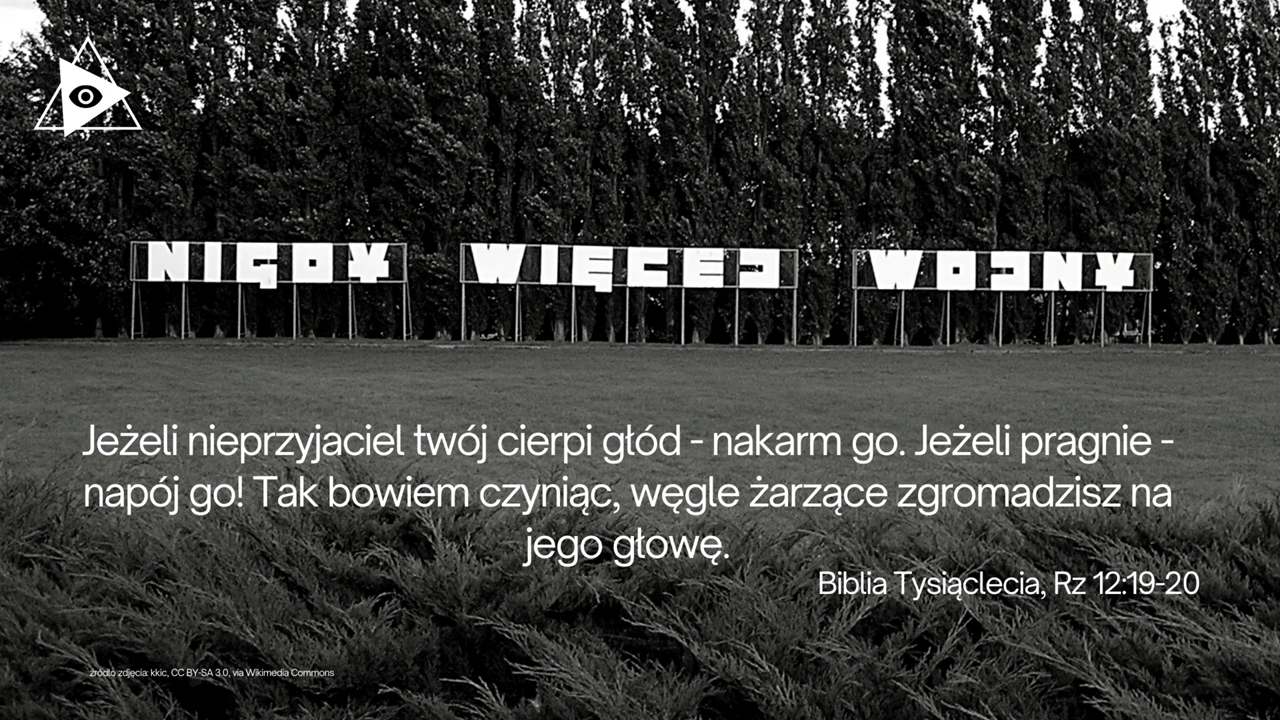 NIGDY WIĘCEJ WOJNY
Jeżeli nieprzyjaciel twój cierpi głód - nakarm go. Jeżeli pragnie -
napój go! Tak bowiem czyniąc, węgle żarzące zgromadzisz na
jego głowę.
Biblia Tysiąclecia, Rz 12:19-20
źródło zdjęcia: kkic, CC BY-SA 3.0, via Wikimedia Commons